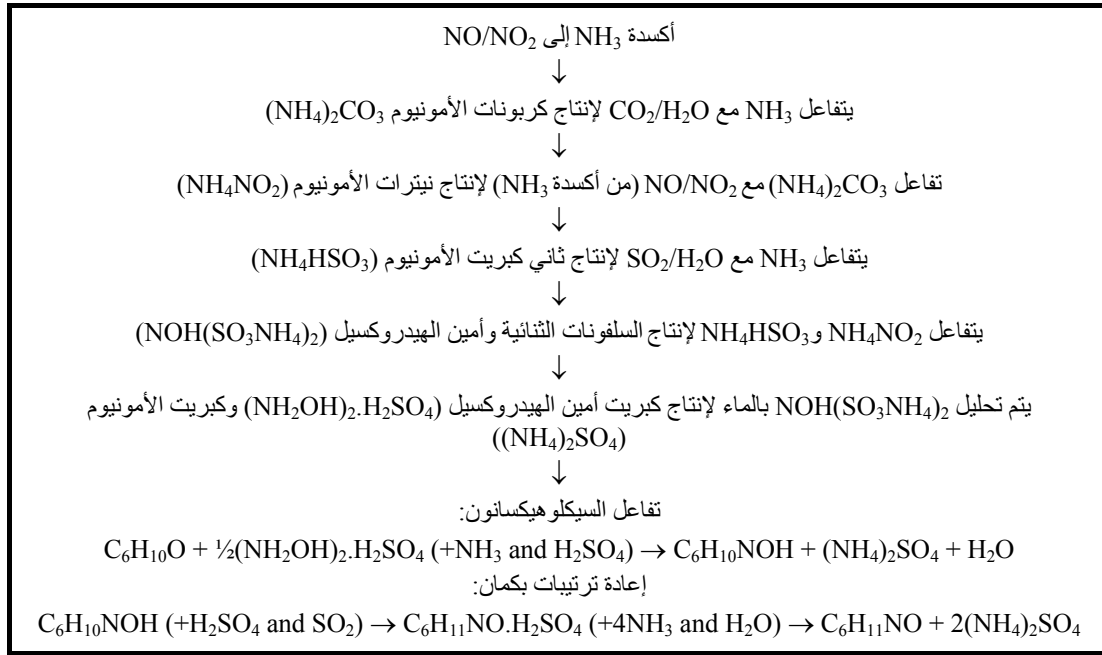 أكسدة NH₃ إلى NO/NO₂
↓
يتفاعل NH₃ مع CO₂/H₂O لإنتاج كربونات الأمونيوم (NH₄)₂CO₃)
↓
تفاعل (NH₄)₂CO₃ مع NO/NO₂ (من أكسدة NH₃) لإنتاج نيترات الأمونيوم (NH₄NO₂)
↓
يتفاعل NH₃ مع SO₂/H₂O لإنتاج ثاني كبريت الأمونيوم (NH₄HSO₃)
↓
يتفاعل NH₄NO₂ وNH₄HSO₃ لإنتاج السلفونات الثنائية وأمين الهيدروكسيل (NOH(SO₃NH₄)₂)
↓
يتم تحليل NOH(SO₃NH₄)₂ بالماء لإنتاج كبريت أمين الهيدروكسيل (NH₂OH)₂.H₂SO₄) وكبريت الأمونيوم
((NH₄)₂SO₄)
↓
تفاعل السيكلوهيكسانون:
C₆H₁₀O + ½(NH₂OH)₂.H₂SO₄ (+NH₃ and H₂SO₄) → C₆H₁₀NOH + (NH₄)₂SO₄ + H₂O
إعادة ترتيبات بكمان:
C₆H₁₀NOH (+H₂SO₄ and SO₂) → C₆H₁₁NO.H₂SO₄ (+4NH₃ and H₂O) → C₆H₁₁NO + 2(NH₄)₂SO₄